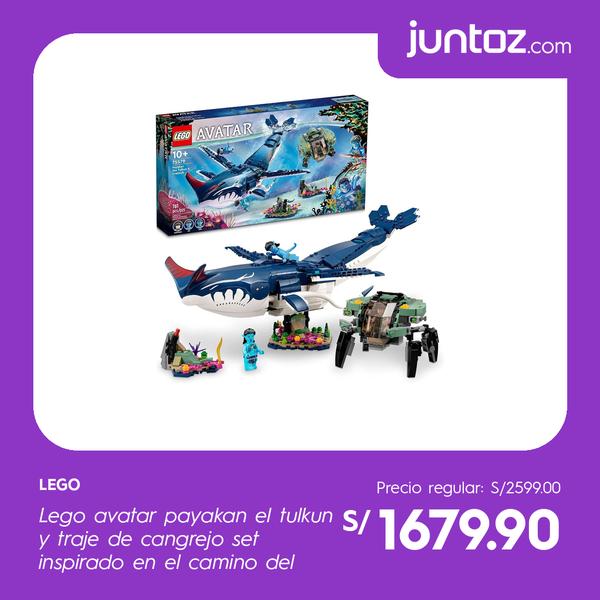 juntoz.com
LEGO AVATAR
10+
75579
LEGO
Precio regular: S/2599.00
Lego avatar payakan el tulkun
y traje de cangrejo set
inspirado en el camino del
S/ 1679.90